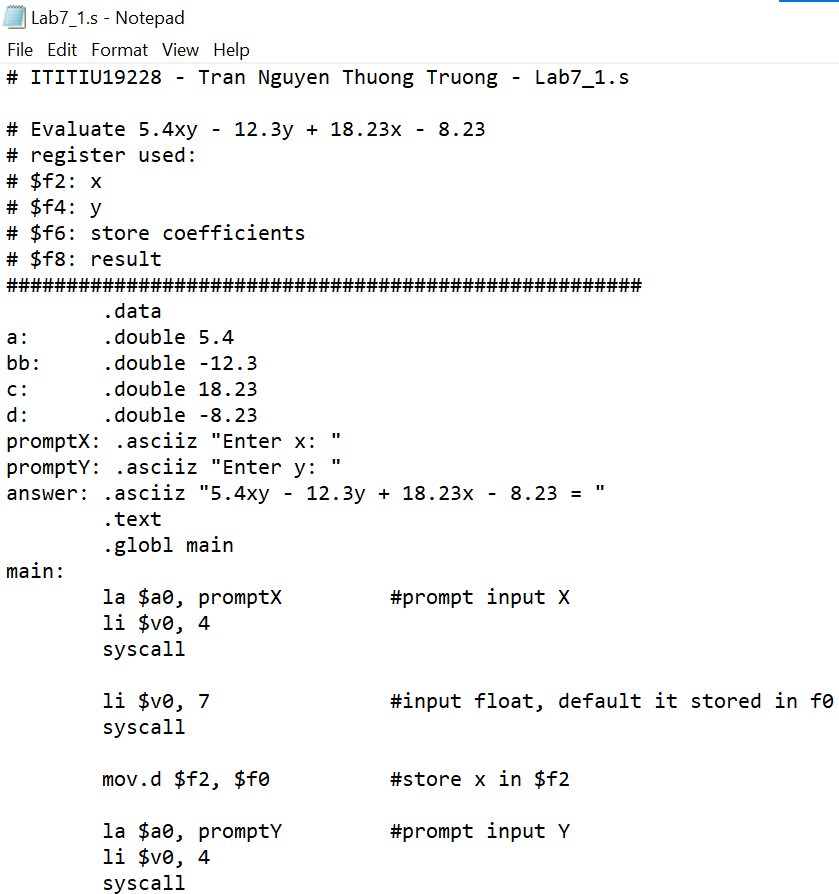 Lab7_1.s - Notepad
File Edit Format View Help
# ITITIU19228 - Tran Nguyen Thuong Truong - Lab7_1.s

# Evaluate 5.4xy - 12.3y + 18.23x - 8.23
# register used:
# $f2: x
# $f4: y
# $f6: store coefficients
# $f8: result
#####################################################
        .data
a:      .double 5.4
bb:     .double -12.3
c:      .double 18.23
d:      .double -8.23
promptX: .asciiz "Enter x: "
promptY: .asciiz "Enter y: "
answer: .asciiz "5.4xy - 12.3y + 18.23x - 8.23 = "
        .text
        .globl main
main:
        la $a0, promptX         #prompt input X
        li $v0, 4
        syscall

        li $v0, 7               #input float, default it stored in f0
        syscall

        mov.d $f2, $f0          #store x in $f2

        la $a0, promptY         #prompt input Y
        li $v0, 4
        syscall